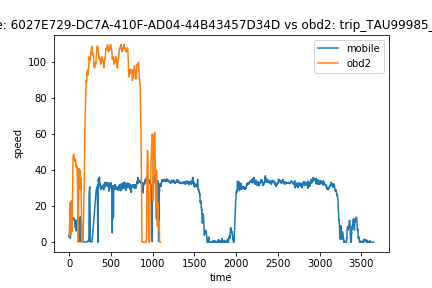 e: 6027E729-DC7A-410F-AD04-44B43457D34D vs obd2: trip_TAU99985_
mobile
obd2
speed
100
80
60
40
20
0
0 500 1000 1500 2000 2500 3000 3500
time